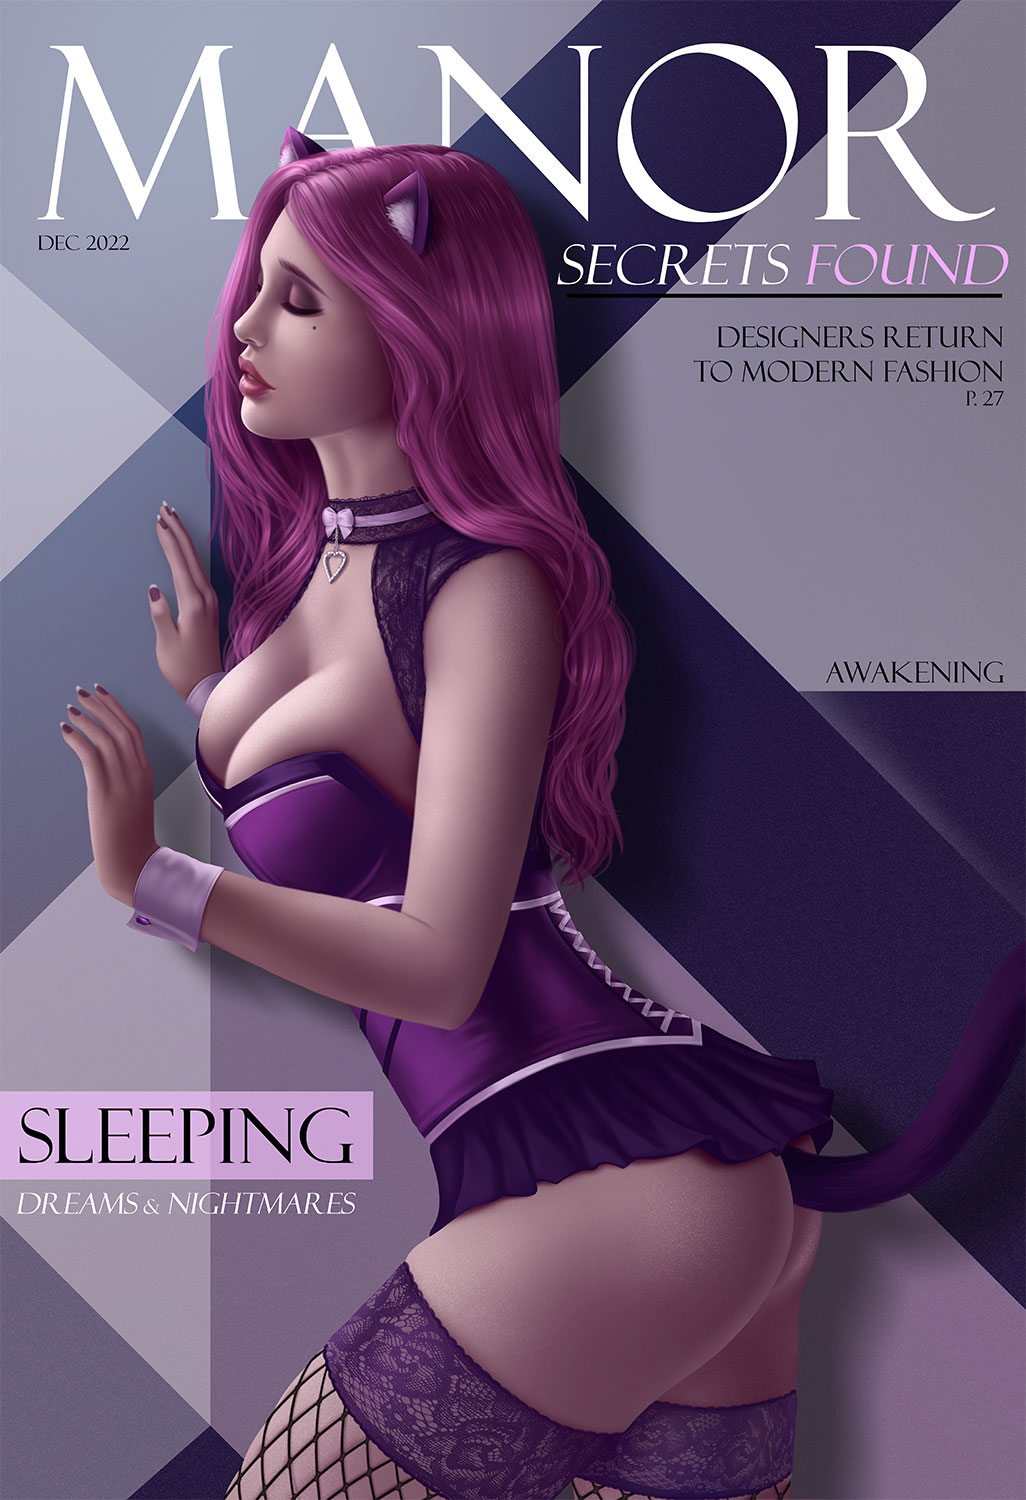 MANOR
DEC 2022
SECRETS FOUND
DESIGNERS RETURN
TO MODERN FASHION
P. 27
AWAKENING
SLEEPING
DREAMS & NIGHTMARES